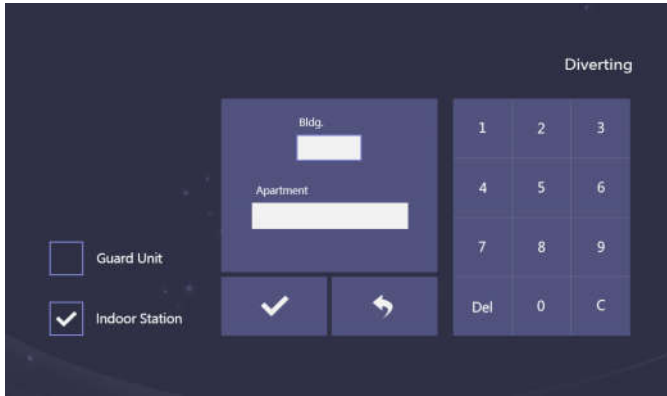 Diverting
Bldg.
Apartment
Guard Unit
Indoor Station
1 2 3
4 5 6
7 8 9
Del 0 C